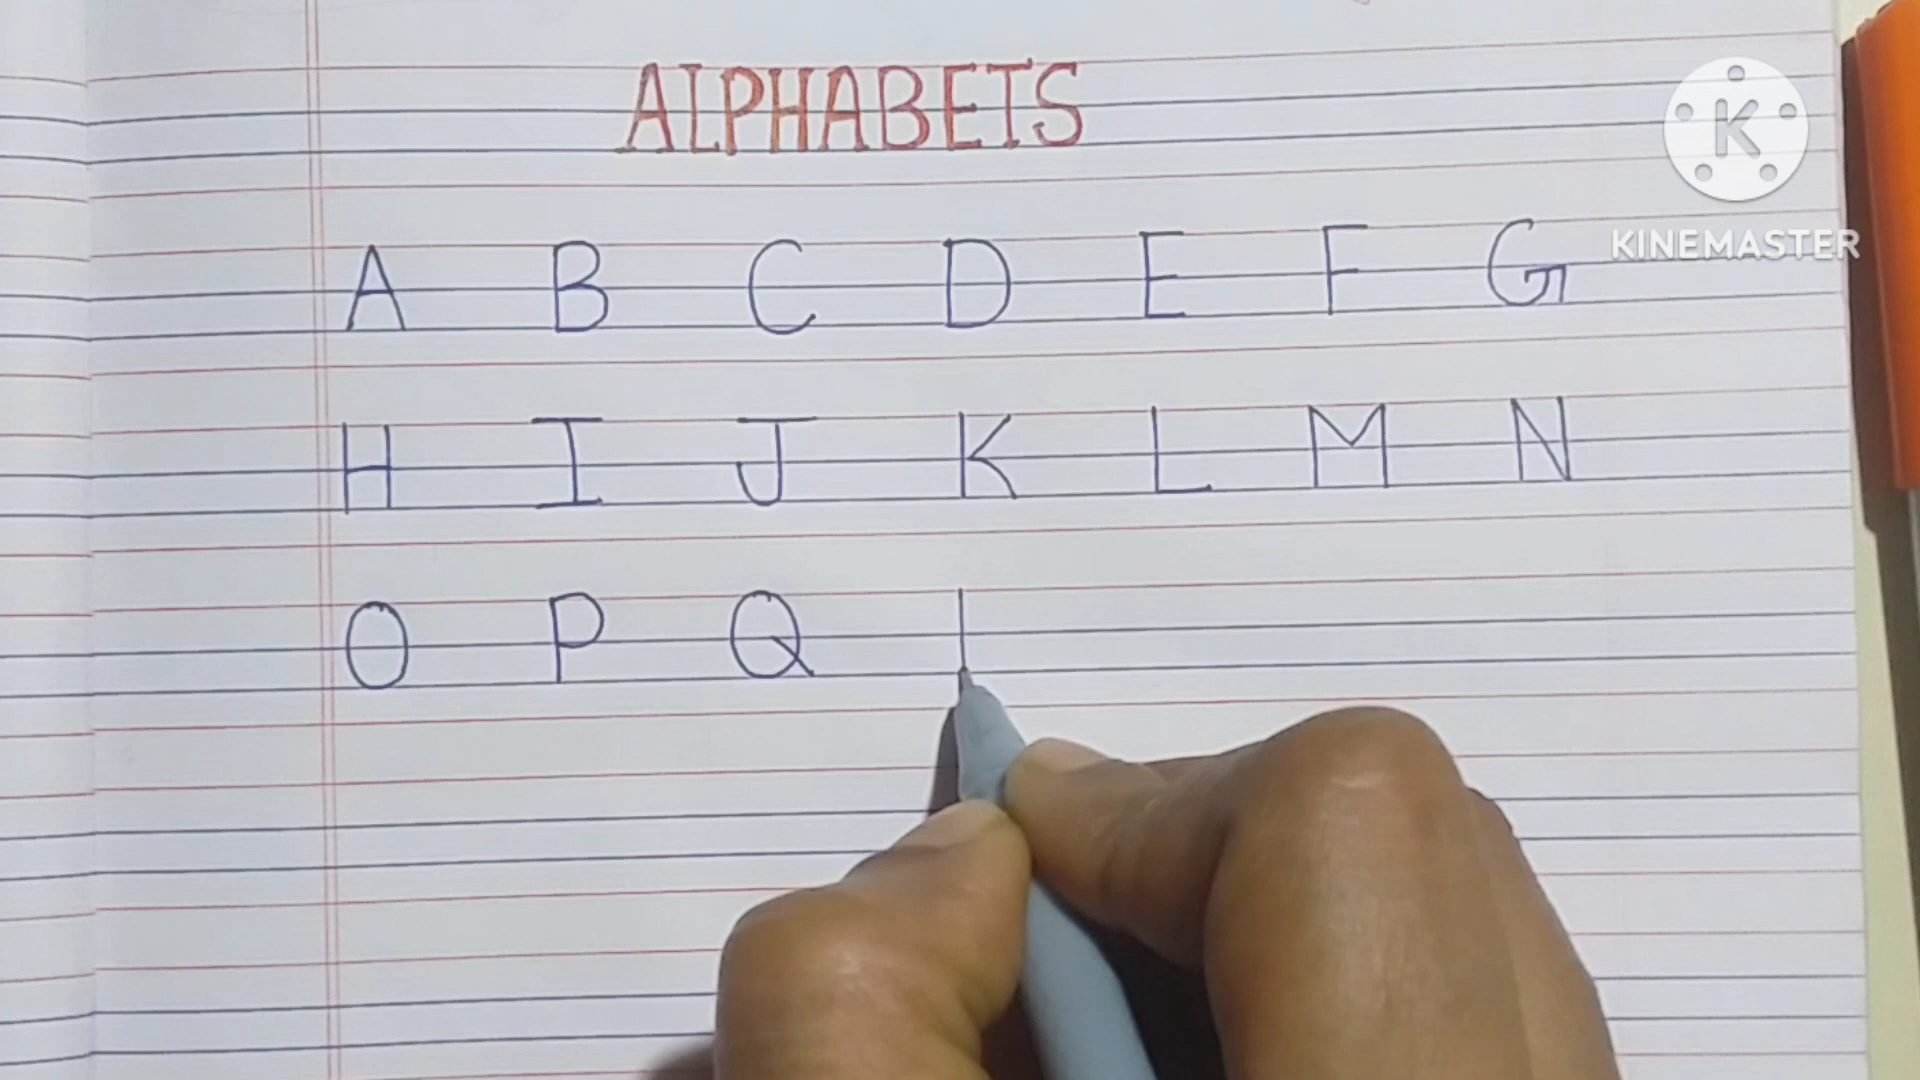 ALPHABETS
K
KINEMASTER
A B C D E F G
H I J K L M N
O P Q